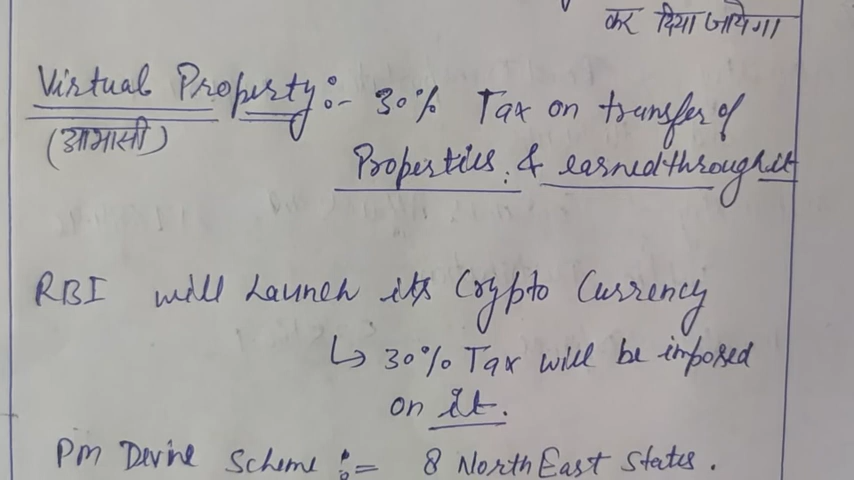 कर दिया जायेगा
Virtual Property:- 30% Tax on transfer of
(आभासी)
Properties. & earned through it
RBI will Launch its Crypto Currency
↳ 30% Tax will be imposed
on it.
PM Devine Scheme := 8 North East States.